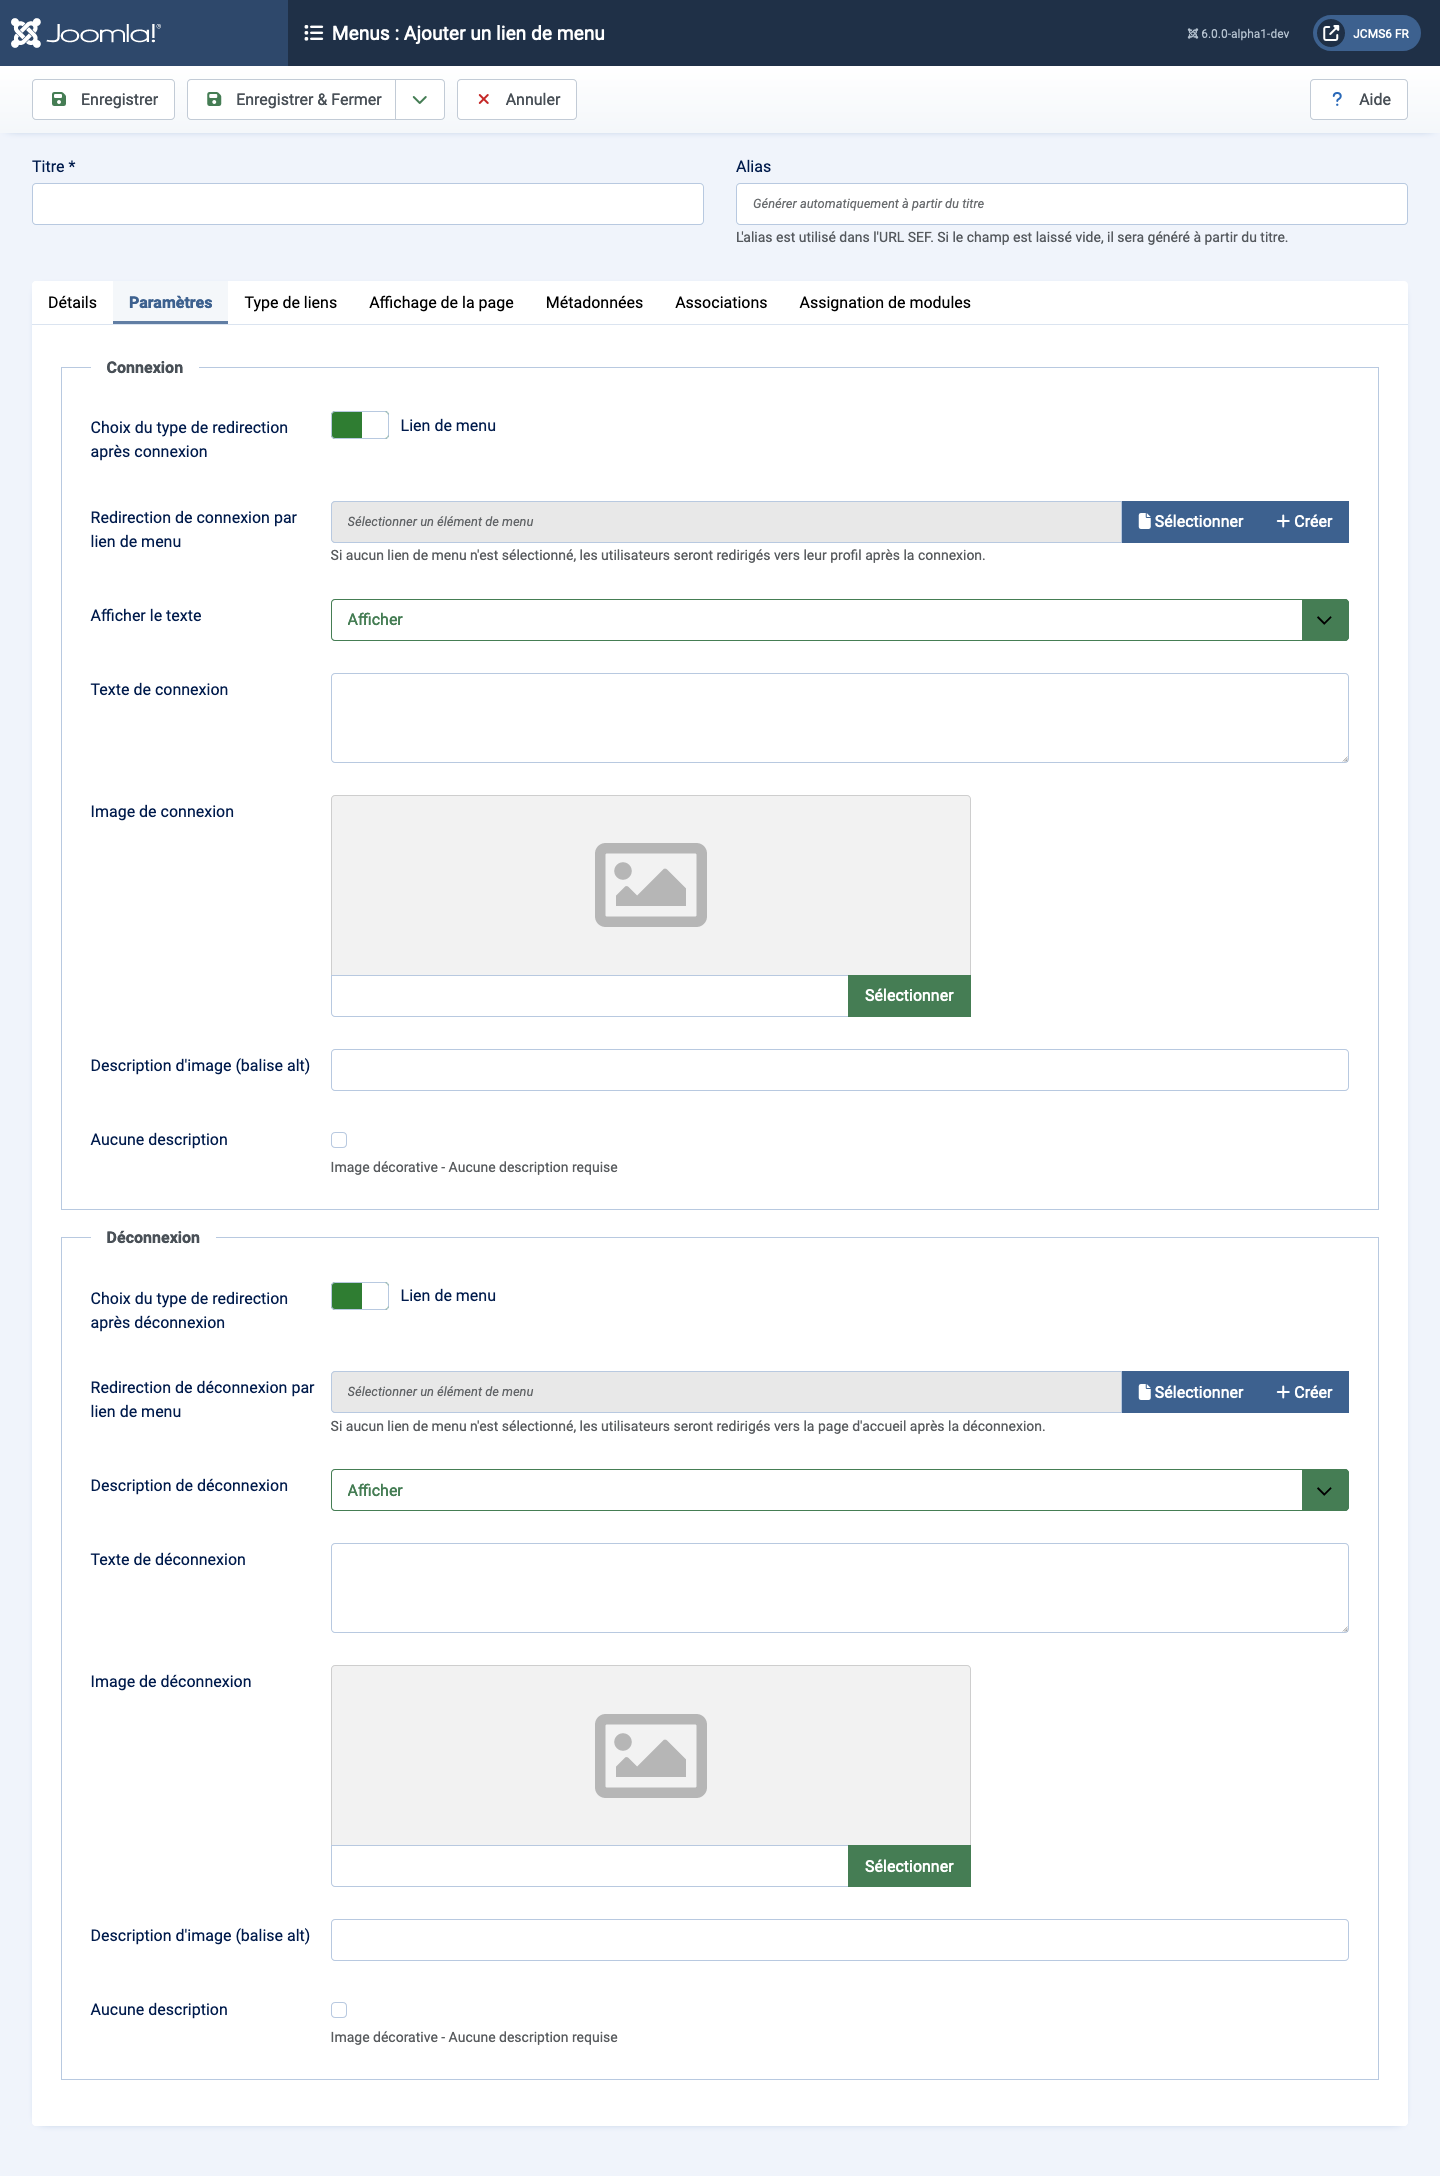 Joomla!®
Menus : Ajouter un lien de menu
6.0.0-alpha1-dev
JCMS6 FR
Enregistrer
Enregistrer & Fermer
Annuler
? Aide
Titre *
Alias
Générer automatiquement à partir du titre
L'alias est utilisé dans l'URL SEF. Si le champ est laissé vide, il sera généré à partir du titre.
Détails Paramètres Type de liens Affichage de la page Métadonnées Associations Assignation de modules
Connexion
Choix du type de redirection
après connexion
Lien de menu
Redirection de connexion par
lien de menu
Sélectionner un élément de menu
Sélectionner
+ Créer
Si aucun lien de menu n'est sélectionné, les utilisateurs seront redirigés vers leur profil après la connexion.
Afficher le texte
Afficher
Texte de connexion
Image de connexion
Sélectionner
Description d'image (balise alt)
Aucune description
Image décorative - Aucune description requise
Déconnexion
Choix du type de redirection
après déconnexion
Lien de menu
Redirection de déconnexion par
lien de menu
Sélectionner un élément de menu
Sélectionner
+ Créer
Si aucun lien de menu n'est sélectionné, les utilisateurs seront redirigés vers la page d'accueil après la déconnexion.
Description de déconnexion
Afficher
Texte de déconnexion
Image de déconnexion
Sélectionner
Description d'image (balise alt)
Aucune description
Image décorative - Aucune description requise